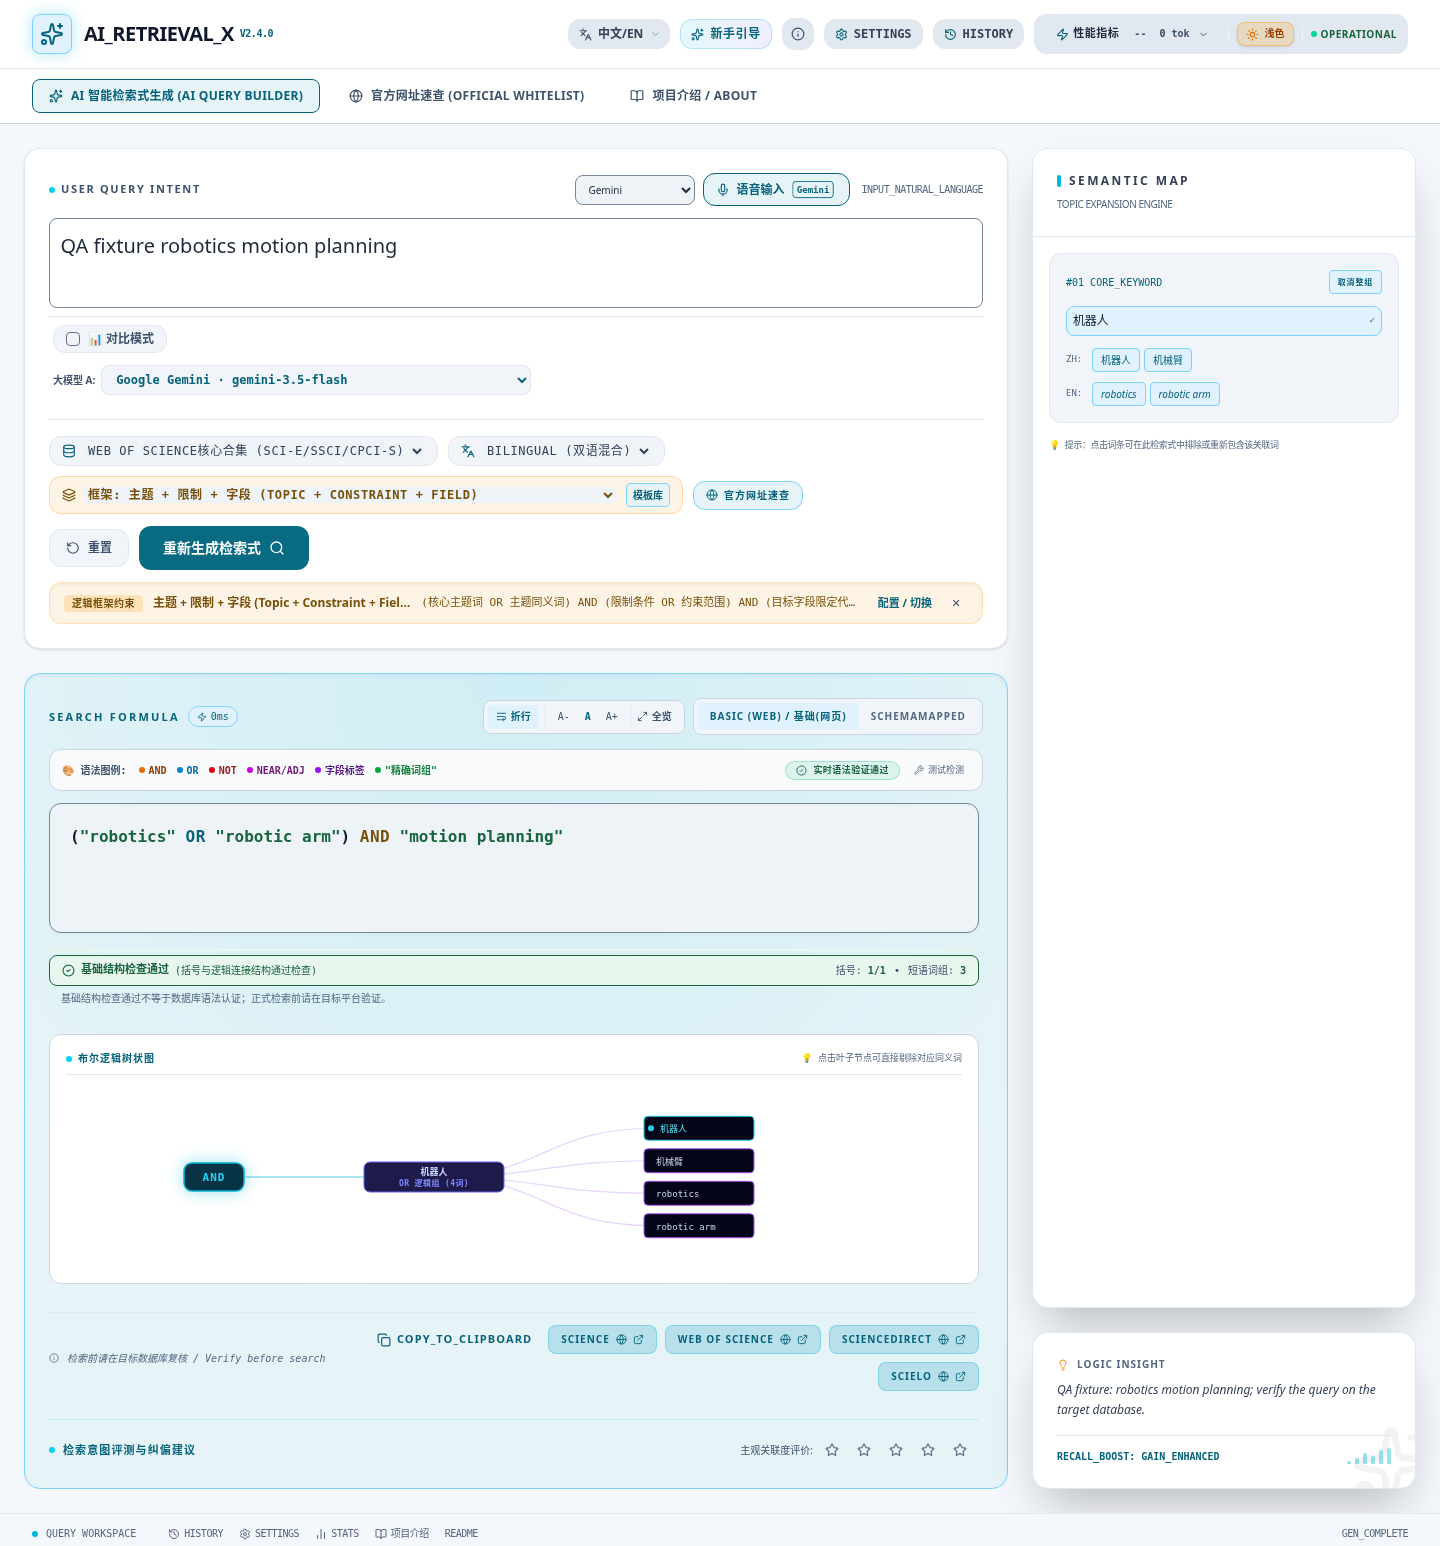 AI_RETRIEVAL_X V2.4.0
中文/EN
新手引导
SETTINGS
HISTORY
性能指标 -- 0 tok
浅色
OPERATIONAL
AI 智能检索式生成 (AI QUERY BUILDER)
官方网址速查 (OFFICIAL WHITELIST)
项目介绍 / ABOUT
USER QUERY INTENT
Gemini
语音输入 Gemini
INPUT_NATURAL_LANGUAGE
QA fixture robotics motion planning
📊 对比模式
大模型 A: Google Gemini · gemini-3.5-flash
WEB OF SCIENCE核心合集 (SCI-E/SSCI/CPCI-S)
BILINGUAL (双语混合)
框架: 主题 + 限制 + 字段 (TOPIC + CONSTRAINT + FIELD)
模板库
官方网址速查
重置
重新生成检索式
逻辑框架约束 主题 + 限制 + 字段 (Topic + Constraint + Fiel... (核心主题词 OR 主题同义词) AND (限制条件 OR 约束范围) AND (目标字段限定代…
配置 / 切换 ×
SEMANTIC MAP
TOPIC EXPANSION ENGINE
#01 CORE_KEYWORD
取消整组
机器人 ✓
ZH: 机器人 机械臂
EN: robotics robotic arm
💡 提示: 点击词条可在此检索式中排除或重新包含该关联词
SEARCH FORMULA
0ms
折行
A- A A+
全览
BASIC (WEB) / 基础(网页)
SCHEMAMAPPED
🎨 语法图例: AND OR NOT NEAR/ADJ 字段标签 "精确词组"
实时语法验证通过
测试检测
("robotics" OR "robotic arm") AND "motion planning"
基础结构检查通过 (括号与逻辑连接结构通过检查)
括号: 1/1 • 短语词组: 3
基础结构检查通过不等于数据库语法认证；正式检索前请在目标平台验证。
布尔逻辑树状图
💡 点击叶子节点可直接剔除对应同义词
AND
机器人
OR 逻辑组 (4词)
机器人
机械臂
robotics
robotic arm
检索前请在目标数据库复核 / Verify before search
COPY_TO_CLIPBOARD
SCIENCE
WEB OF SCIENCE
SCIENCEDIRECT
SCIELO
检索意图评测与纠偏建议
主观关联度评价:
LOGIC INSIGHT
QA fixture: robotics motion planning; verify the query on the
target database.
RECALL_BOOST: GAIN_ENHANCED
QUERY WORKSPACE
HISTORY
SETTINGS
STATS
项目介绍
README
GEN_COMPLETE